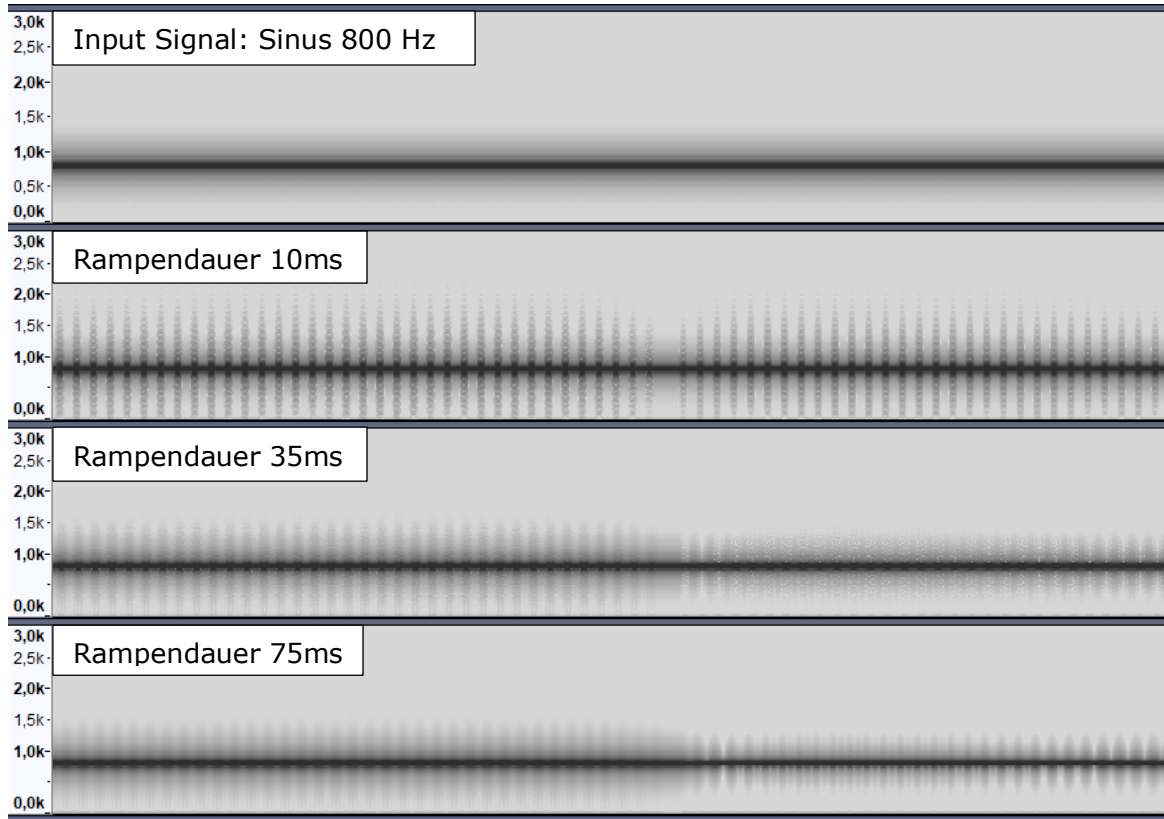 3,0k
Input Signal: Sinus 800 Hz
2,5k
2,0k
1,5k
1,0k
0,5k
0,0k
3,0k
Rampendauer 10ms
2,5k
2,0k
1,5k
1,0k
0,0k
3,0k
Rampendauer 35ms
2,5k
2,0k
1,5k
1,0k
0,0k
3,0k
Rampendauer 75ms
2,5k
2,0k
1,5k
1,0k
0,0k